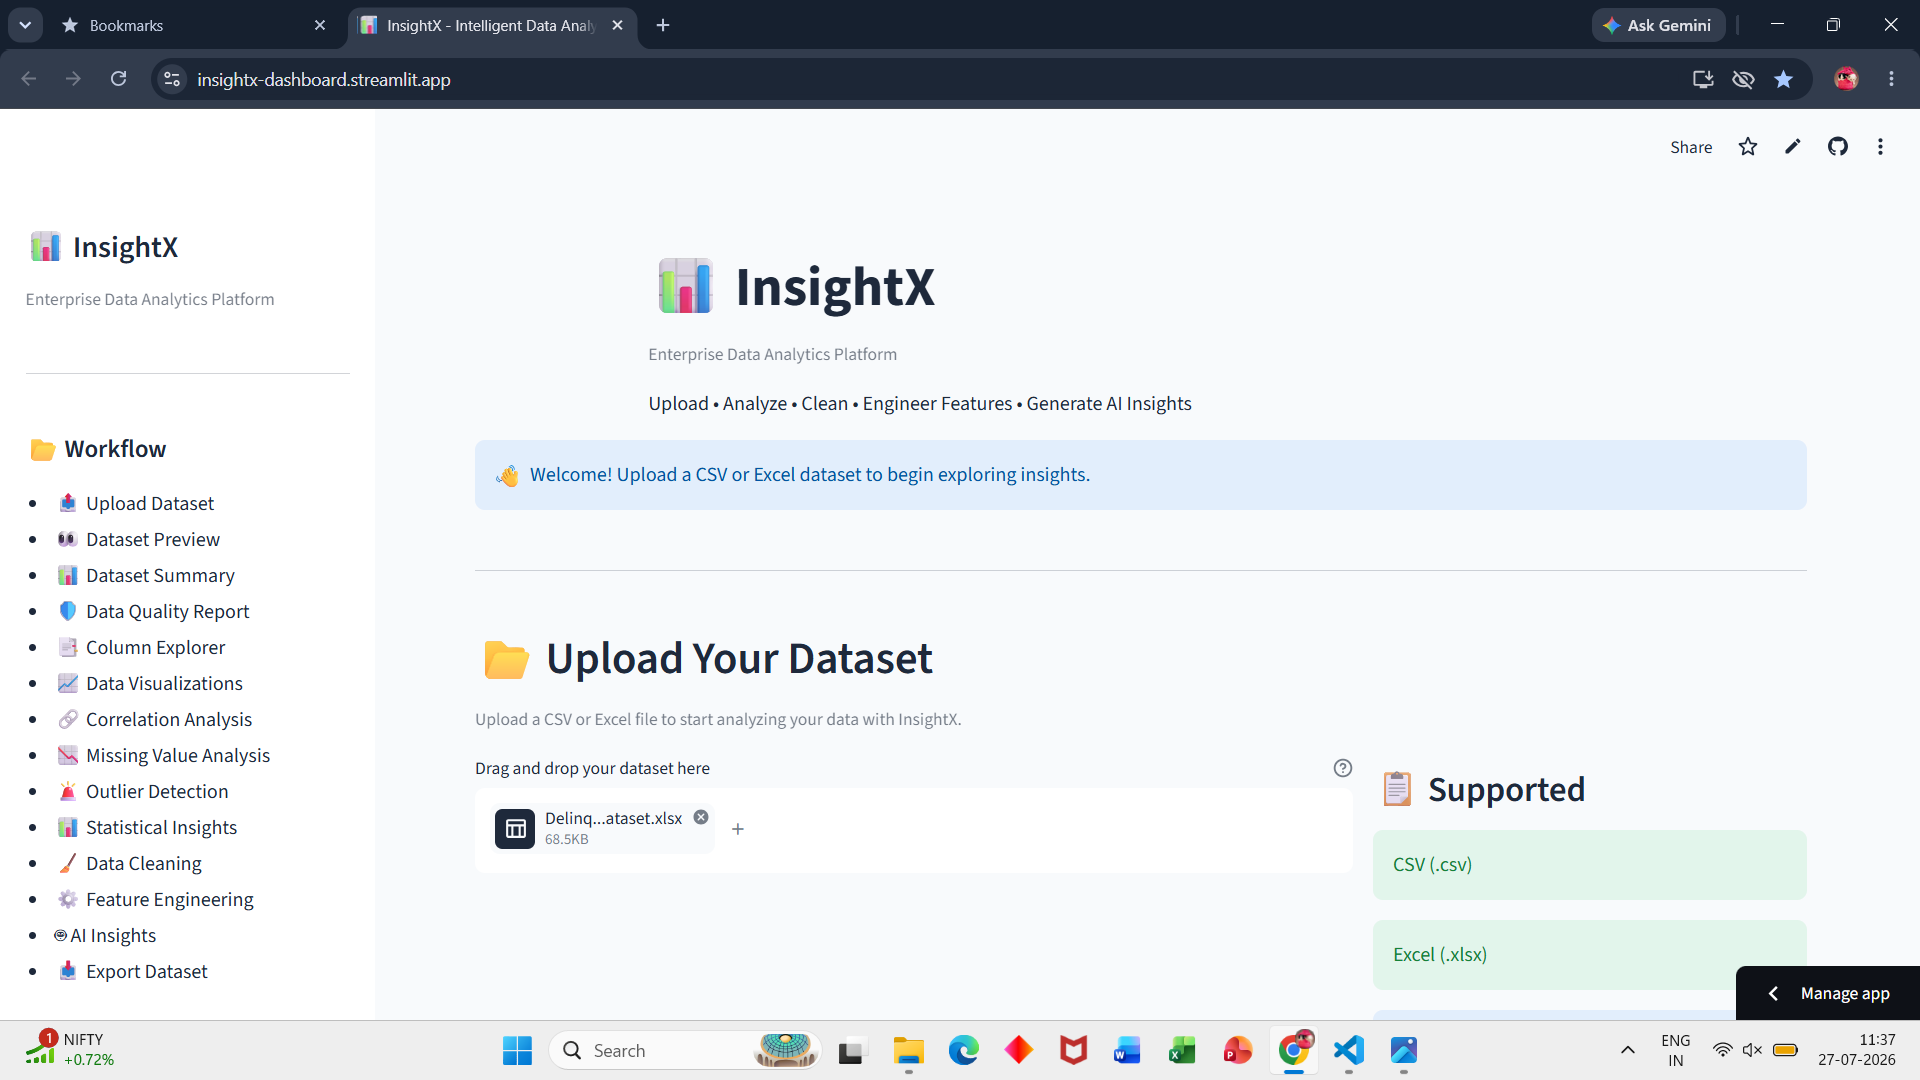 Bookmarks
InsightX - Intelligent Data Analy
Ask Gemini
insightx-dashboard.streamlit.app
Share
InsightX
Enterprise Data Analytics Platform
Workflow
Upload Dataset
Dataset Preview
Dataset Summary
Data Quality Report
Column Explorer
Data Visualizations
Correlation Analysis
Missing Value Analysis
Outlier Detection
Statistical Insights
Data Cleaning
Feature Engineering
AI Insights
Export Dataset
InsightX
Enterprise Data Analytics Platform
Upload • Analyze • Clean • Engineer Features • Generate AI Insights
Welcome! Upload a CSV or Excel dataset to begin exploring insights.
Upload Your Dataset
Upload a CSV or Excel file to start analyzing your data with InsightX.
Drag and drop your dataset here
Delinq...ataset.xlsx
68.5KB
Supported
CSV (.csv)
Excel (.xlsx)
Manage app
1
NIFTY
+0.72%
Search
ENG
IN
11:37
27-07-2026